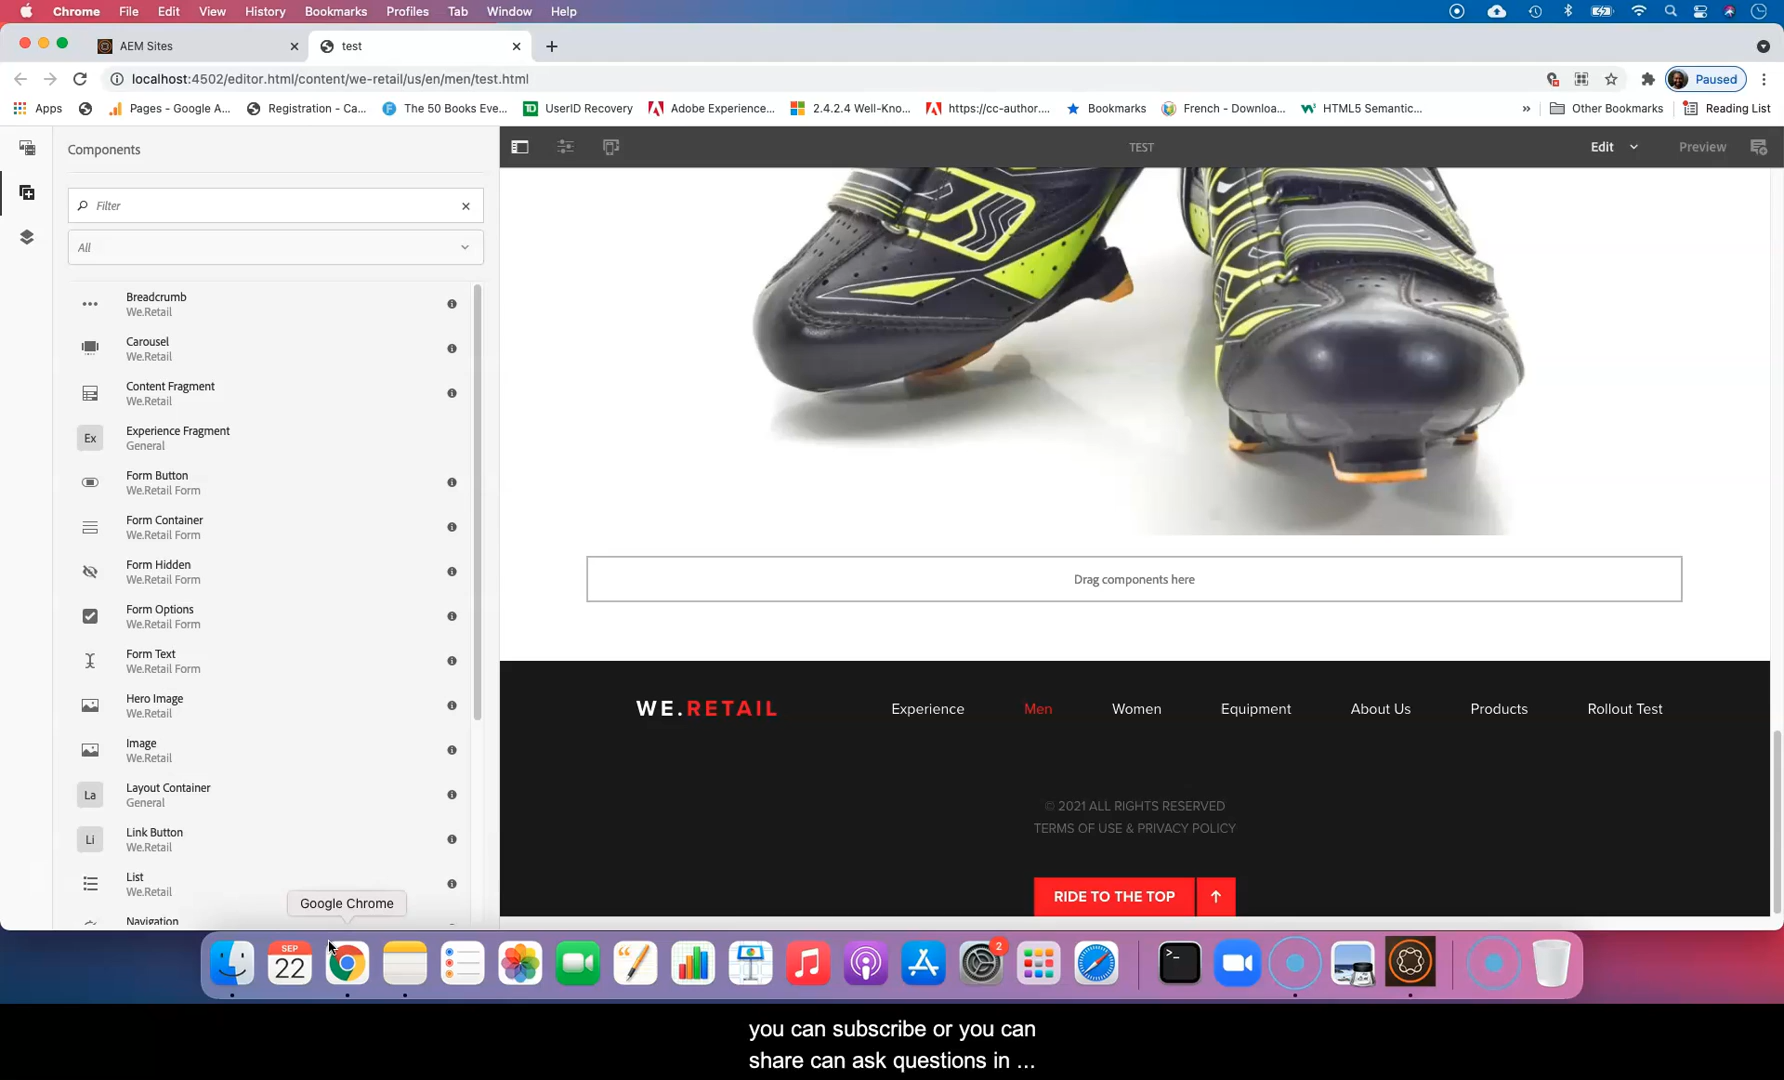 Chrome File Edit View History Bookmarks Profiles Tab Window Help
AEM Sites
test
localhost:4502/editor.html/content/we-retail/us/en/men/test.html
Paused
Apps
Pages - Google A...
Registration - Ca...
The 50 Books Eve...
UserID Recovery
Adobe Experience...
2.4.2.4 Well-Kno...
https://cc-author....
Bookmarks
French - Downloa...
HTML5 Semantic...
»
Other Bookmarks
Reading List
Components
TEST
Edit
Preview
Filter
All
Breadcrumb
We.Retail
Carousel
We.Retail
Content Fragment
We.Retail
Ex
Experience Fragment
General
Form Button
We.Retail Form
Form Container
We.Retail Form
Form Hidden
We.Retail Form
Form Options
We.Retail Form
Form Text
We.Retail Form
Hero Image
We.Retail
Image
We.Retail
La
Layout Container
General
Li
Link Button
We.Retail
List
We.Retail
Navigation
Drag components here
WE.RETAIL
Experience
Men
Women
Equipment
About Us
Products
Rollout Test
© 2021 ALL RIGHTS RESERVED
TERMS OF USE & PRIVACY POLICY
RIDE TO THE TOP
Google Chrome
SEP
22
2
you can subscribe or you can
share can ask questions in ...